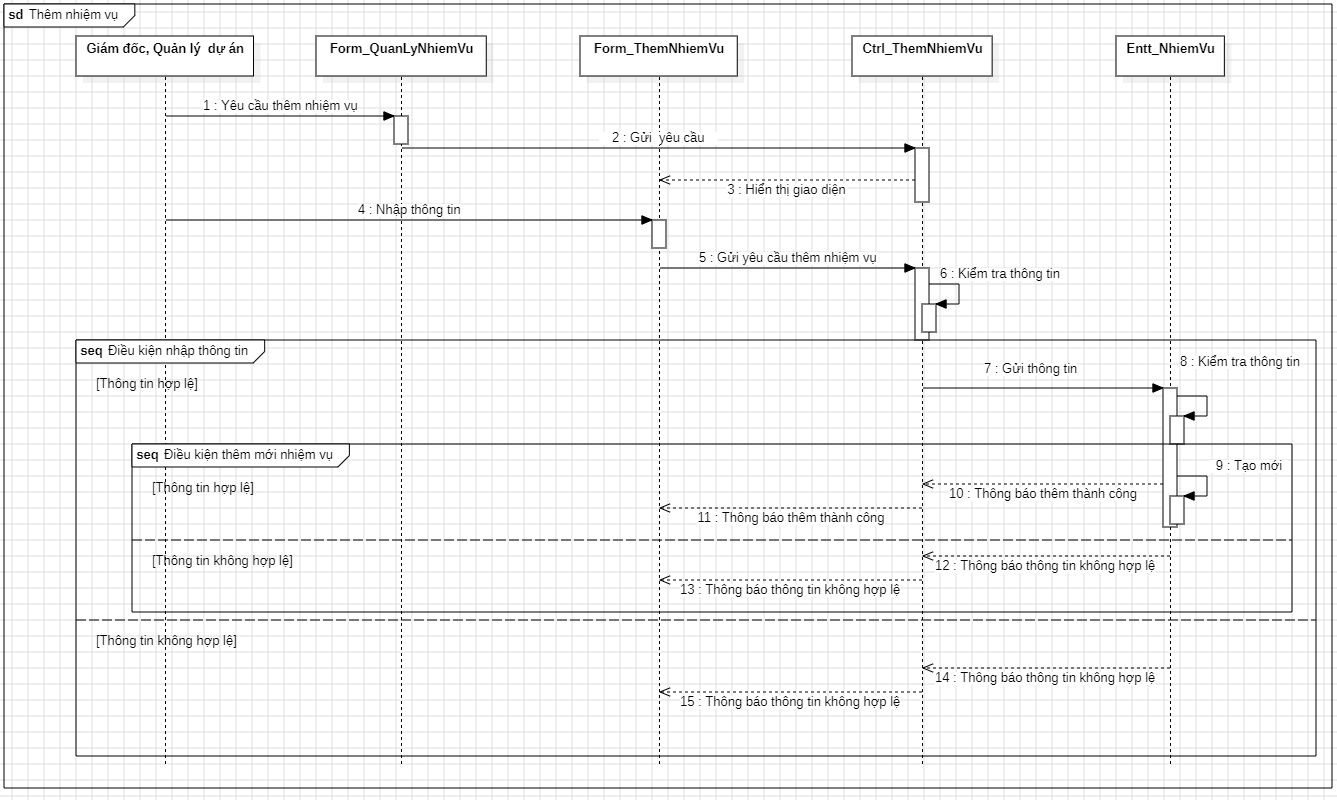 sd Thêm nhiệm vụ
Giám đốc, Quản lý dự án
Form_QuanLyNhiemVu
Form_ThemNhiemVu
Ctrl_ThemNhiemVu
Entt_NhiemVu
1 : Yêu cầu thêm nhiệm vụ
2 : Gửi yêu cầu
3 : Hiển thị giao diện
4 : Nhập thông tin
5 : Gửi yêu cầu thêm nhiệm vụ
6 : Kiểm tra thông tin
seq Điều kiện nhập thông tin
[Thông tin hợp lệ]
7 : Gửi thông tin
8 : Kiểm tra thông tin
seq Điều kiện thêm mới nhiệm vụ
[Thông tin hợp lệ]
9 : Tạo mới
10 : Thông báo thêm thành công
11 : Thông báo thêm thành công
[Thông tin không hợp lệ]
12 : Thông báo thông tin không hợp lệ
13 : Thông báo thông tin không hợp lệ
[Thông tin không hợp lệ]
14 : Thông báo thông tin không hợp lệ
15 : Thông báo thông tin không hợp lệ